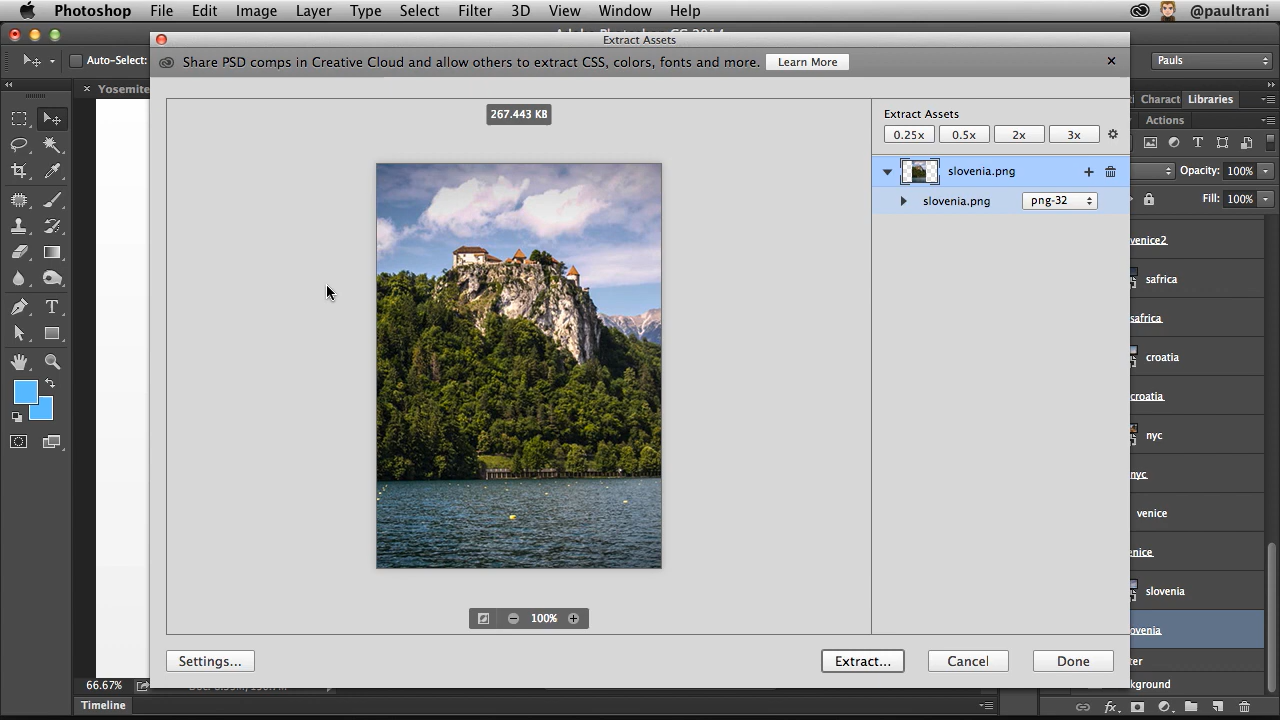 Photoshop File Edit Image Layer Type Select Filter 3D View Window Help @paultrani
Extract Assets
Auto-Select:
Share PSD comps in Creative Cloud and allow others to extract CSS, colors, fonts and more. Learn More
Pauls
Yosemite
267.443 KB
Extract Assets
0.25x 0.5x 2x 3x
slovenia.png
slovenia.png png-32
Charact Libraries
Actions
Opacity: 100%
Fill: 100%
venice2
safrica
safrica
croatia
croatia
nyc
nyc
venice
enice
slovenia
ovenia
ter
kground
100%
Settings... Extract... Cancel Done
66.67%
Timeline